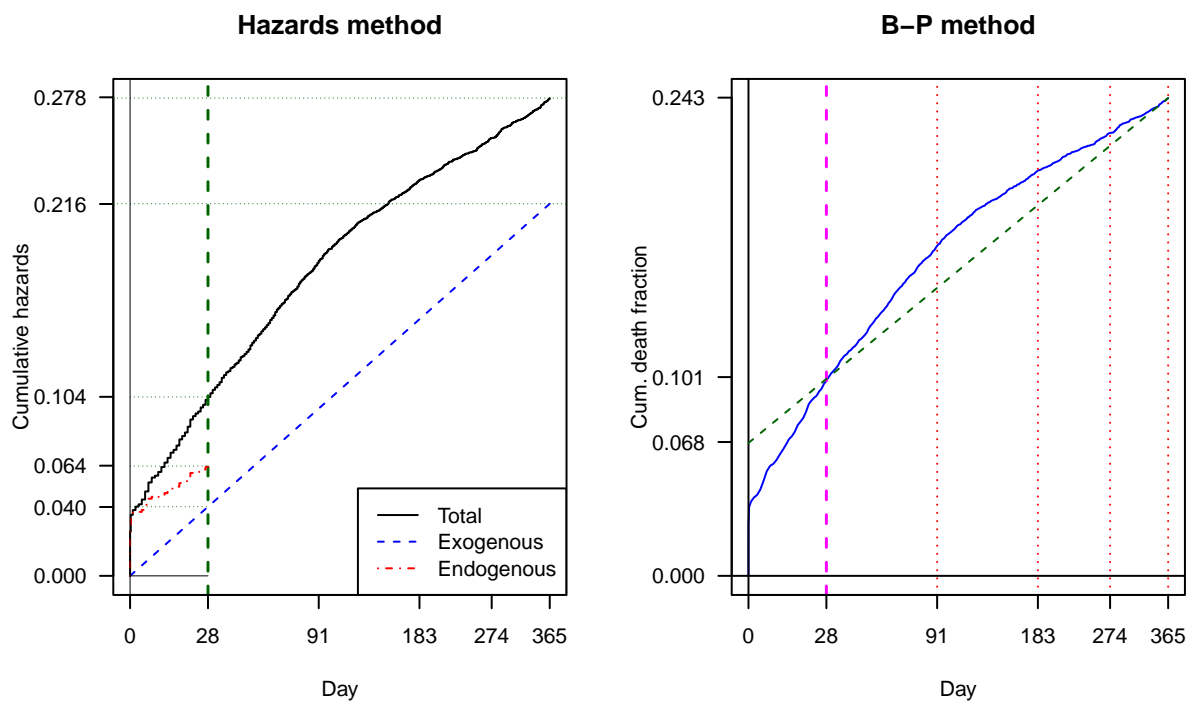 Hazards method
0.278
0.216
0.104
0.064
0.040
0.000
Cumulative hazards
Total
Exogenous
Endogenous
0 28 91 183 274 365
Day
B−P method
0.243
0.101
0.068
0.000
Cum. death fraction
0 28 91 183 274 365
Day